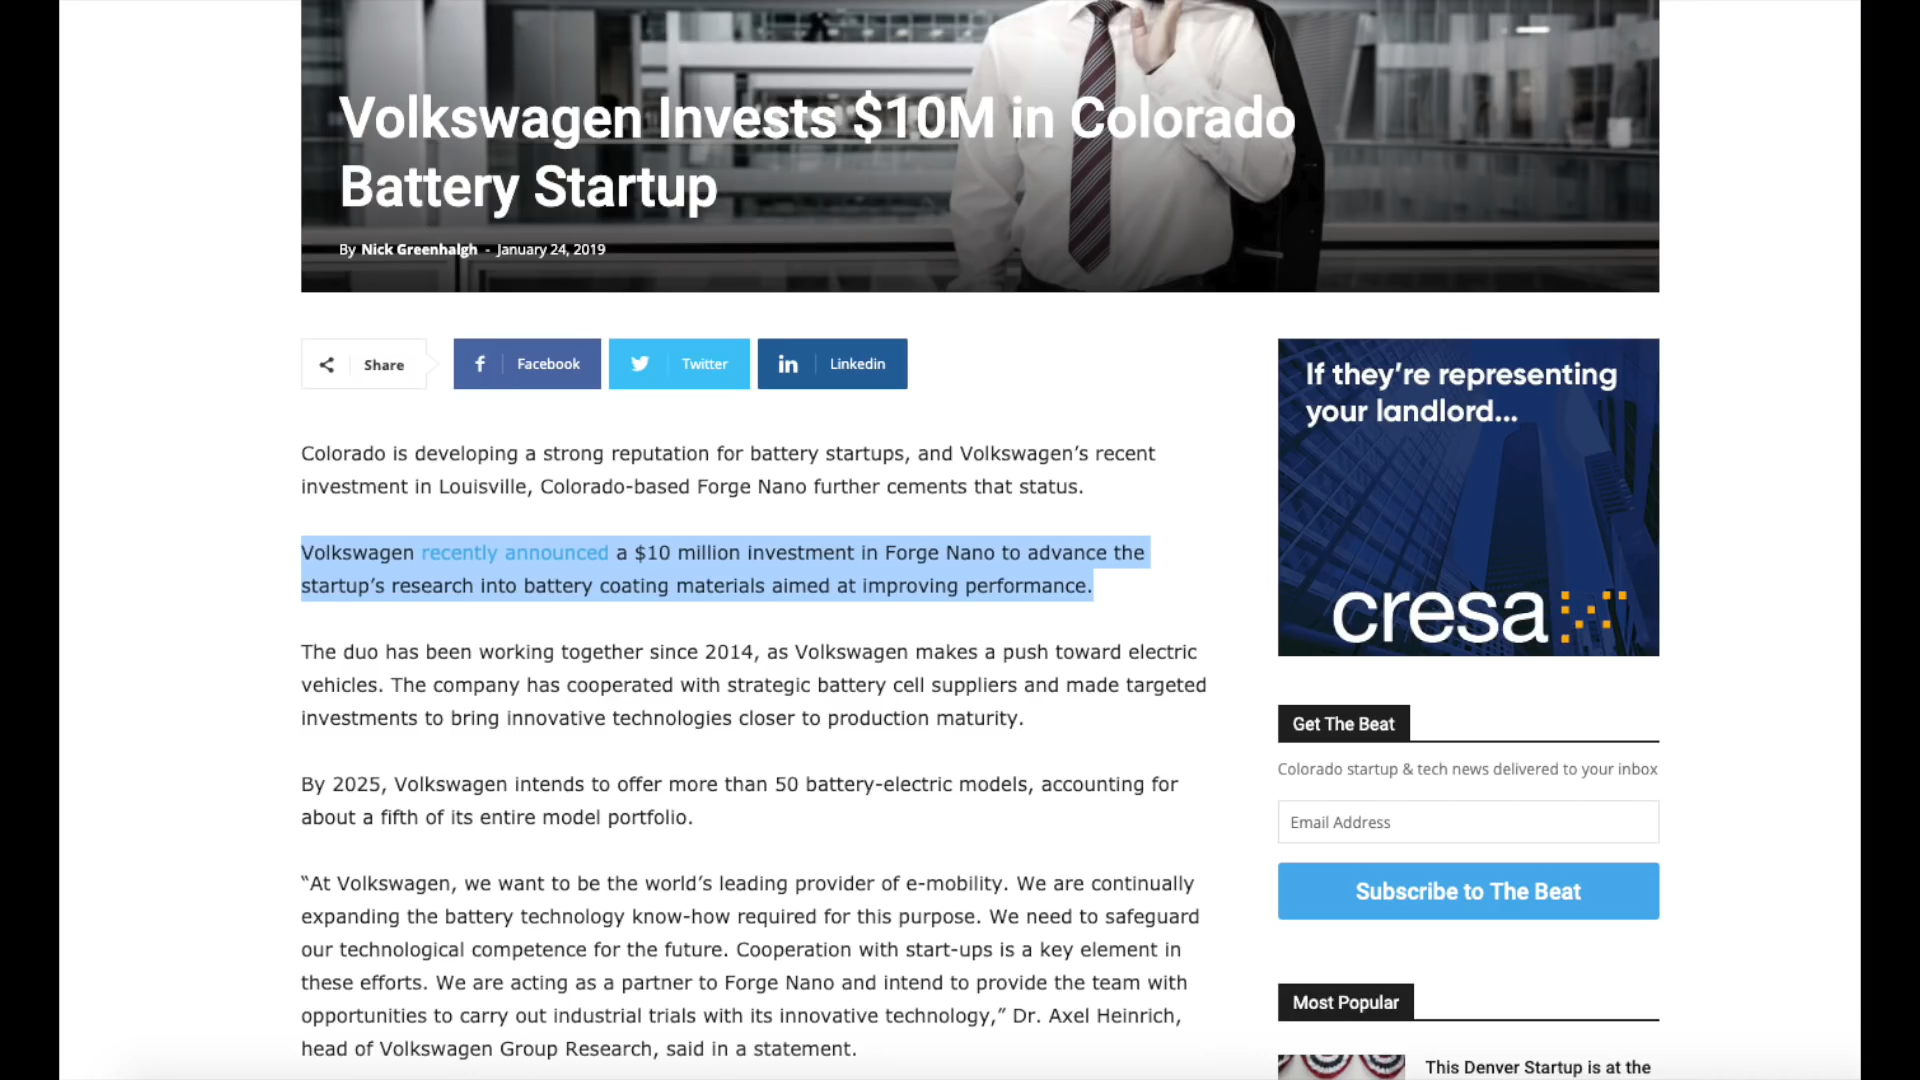 Volkswagen Invests $10M in Colorado
Battery Startup
By Nick Greenhalgh - January 24, 2019
Share
Facebook
Twitter
Linkedin
Colorado is developing a strong reputation for battery startups, and Volkswagen’s recent
investment in Louisville, Colorado-based Forge Nano further cements that status.
Volkswagen recently announced a $10 million investment in Forge Nano to advance the
startup’s research into battery coating materials aimed at improving performance.
The duo has been working together since 2014, as Volkswagen makes a push toward electric
vehicles. The company has cooperated with strategic battery cell suppliers and made targeted
investments to bring innovative technologies closer to production maturity.
By 2025, Volkswagen intends to offer more than 50 battery-electric models, accounting for
about a fifth of its entire model portfolio.
“At Volkswagen, we want to be the world’s leading provider of e-mobility. We are continually
expanding the battery technology know-how required for this purpose. We need to safeguard
our technological competence for the future. Cooperation with start-ups is a key element in
these efforts. We are acting as a partner to Forge Nano and intend to provide the team with
opportunities to carry out industrial trials with its innovative technology,” Dr. Axel Heinrich,
head of Volkswagen Group Research, said in a statement.
If they’re representing
your landlord...
cresa
Get The Beat
Colorado startup & tech news delivered to your inbox
Email Address
Subscribe to The Beat
Most Popular
This Denver Startup is at the